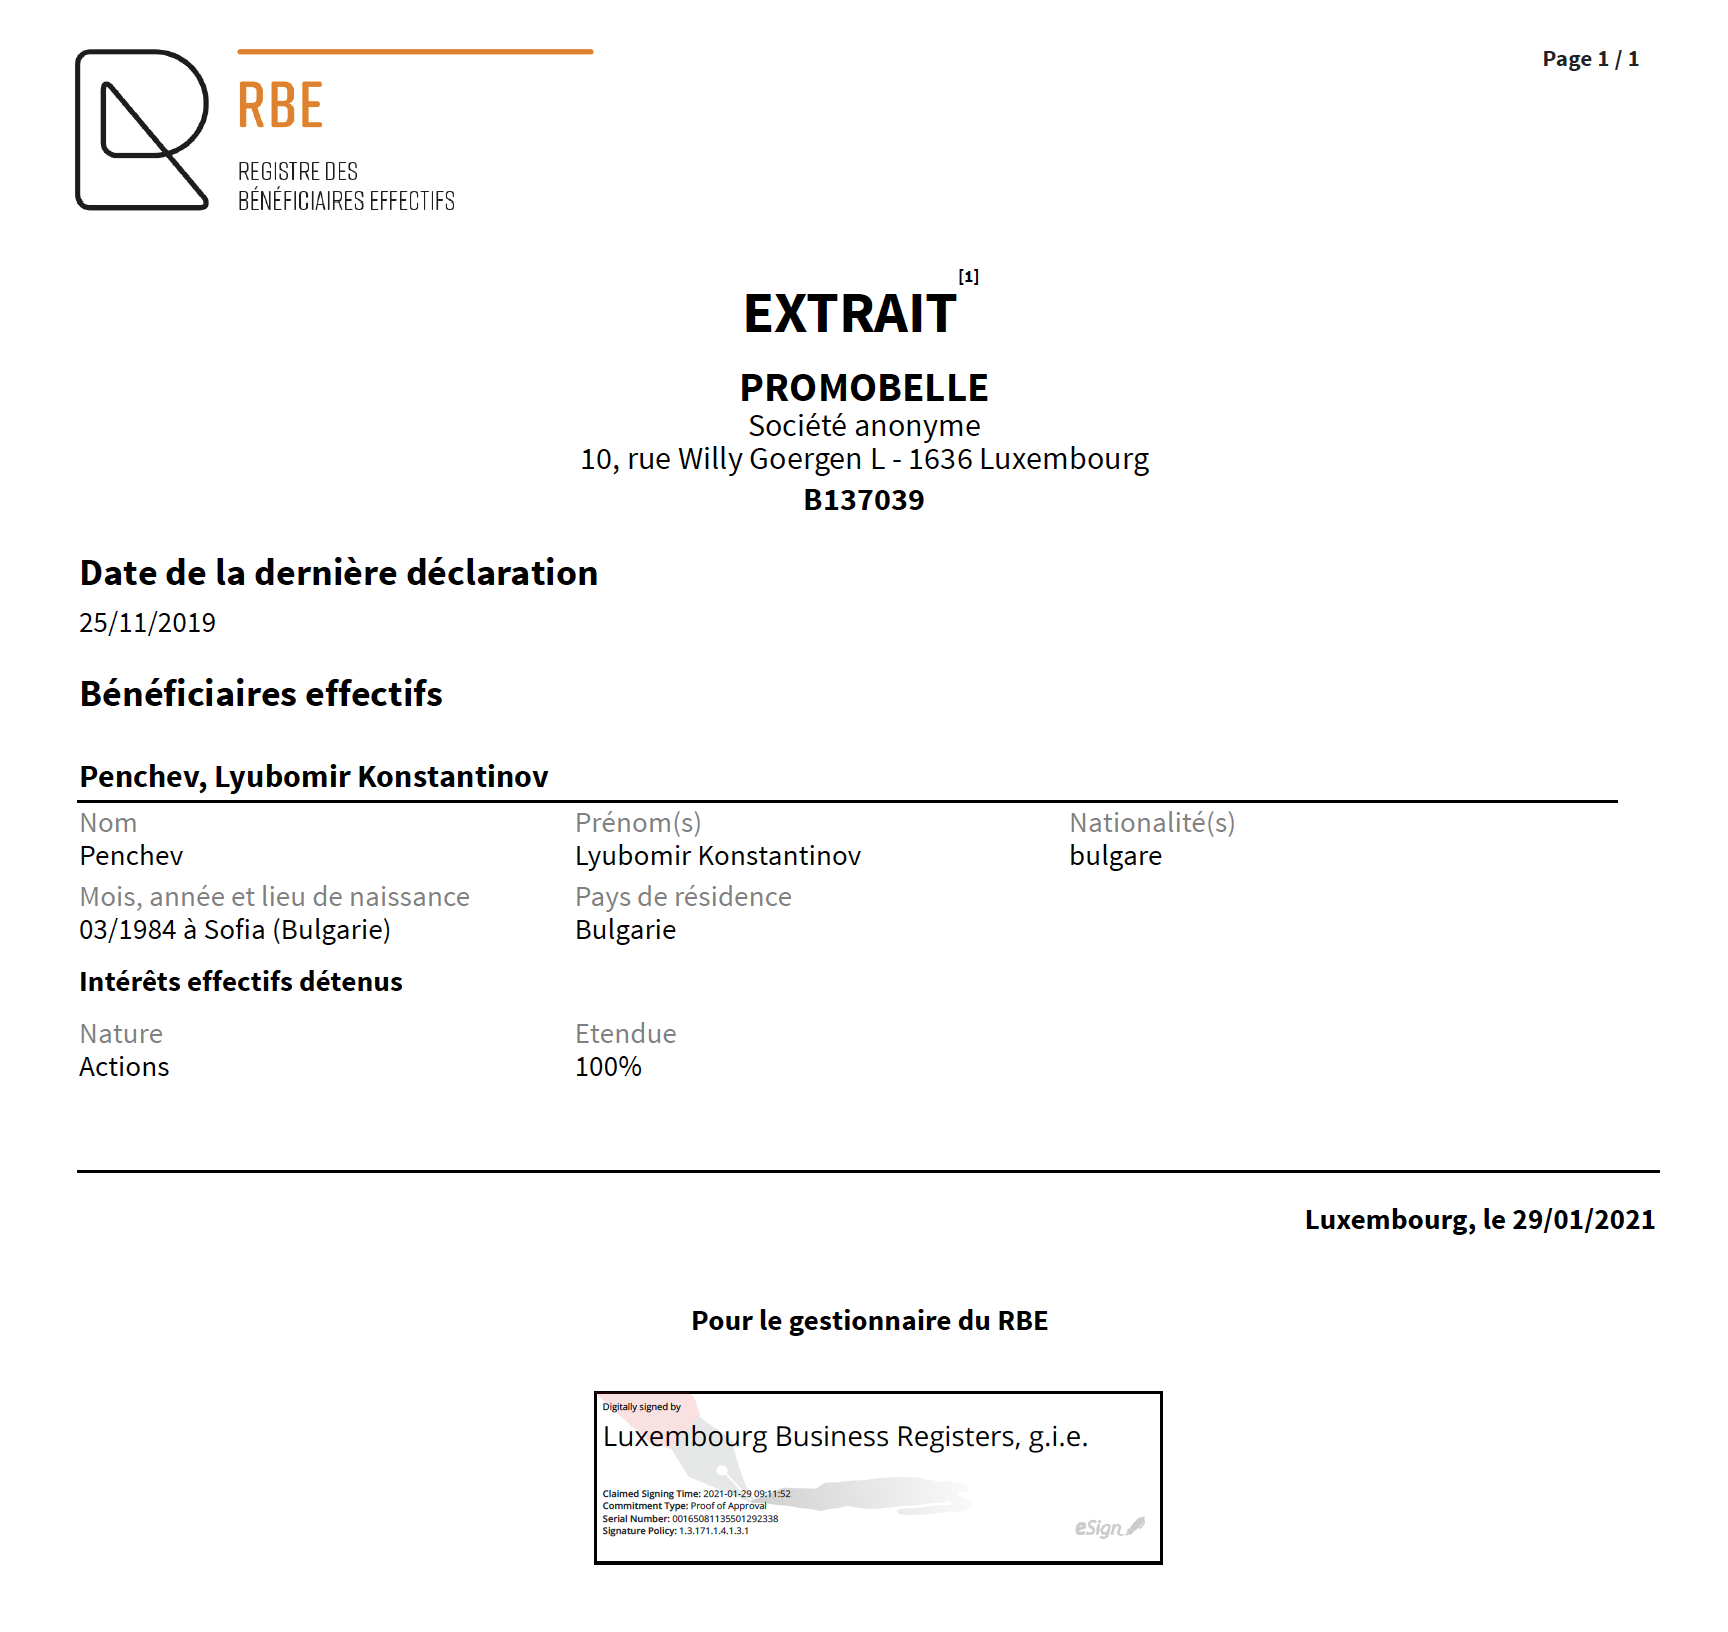 Page 1 / 1
RBE
REGISTRE DES
BÉNÉFICIAIRES EFFECTIFS
EXTRAIT[1]
PROMOBELLE
Société anonyme
10, rue Willy Goergen L - 1636 Luxembourg
B137039
Date de la dernière déclaration
25/11/2019
Bénéficiaires effectifs
Penchev, Lyubomir Konstantinov
Nom Prénom(s) Nationalité(s)
Penchev Lyubomir Konstantinov bulgare
Mois, année et lieu de naissance Pays de résidence
03/1984 à Sofia (Bulgarie) Bulgarie
Intérêts effectifs détenus
Nature Etendue
Actions 100%
Luxembourg, le 29/01/2021
Pour le gestionnaire du RBE
Digitally signed by
Luxembourg Business Registers, g.i.e.
Claimed Signing Time: 2021-01-29 09:11:52
Commitment Type: Proof of Approval
Serial Number: 00165081135501292338
Signature Policy: 1.3.171.1.4.1.3.1
eSign